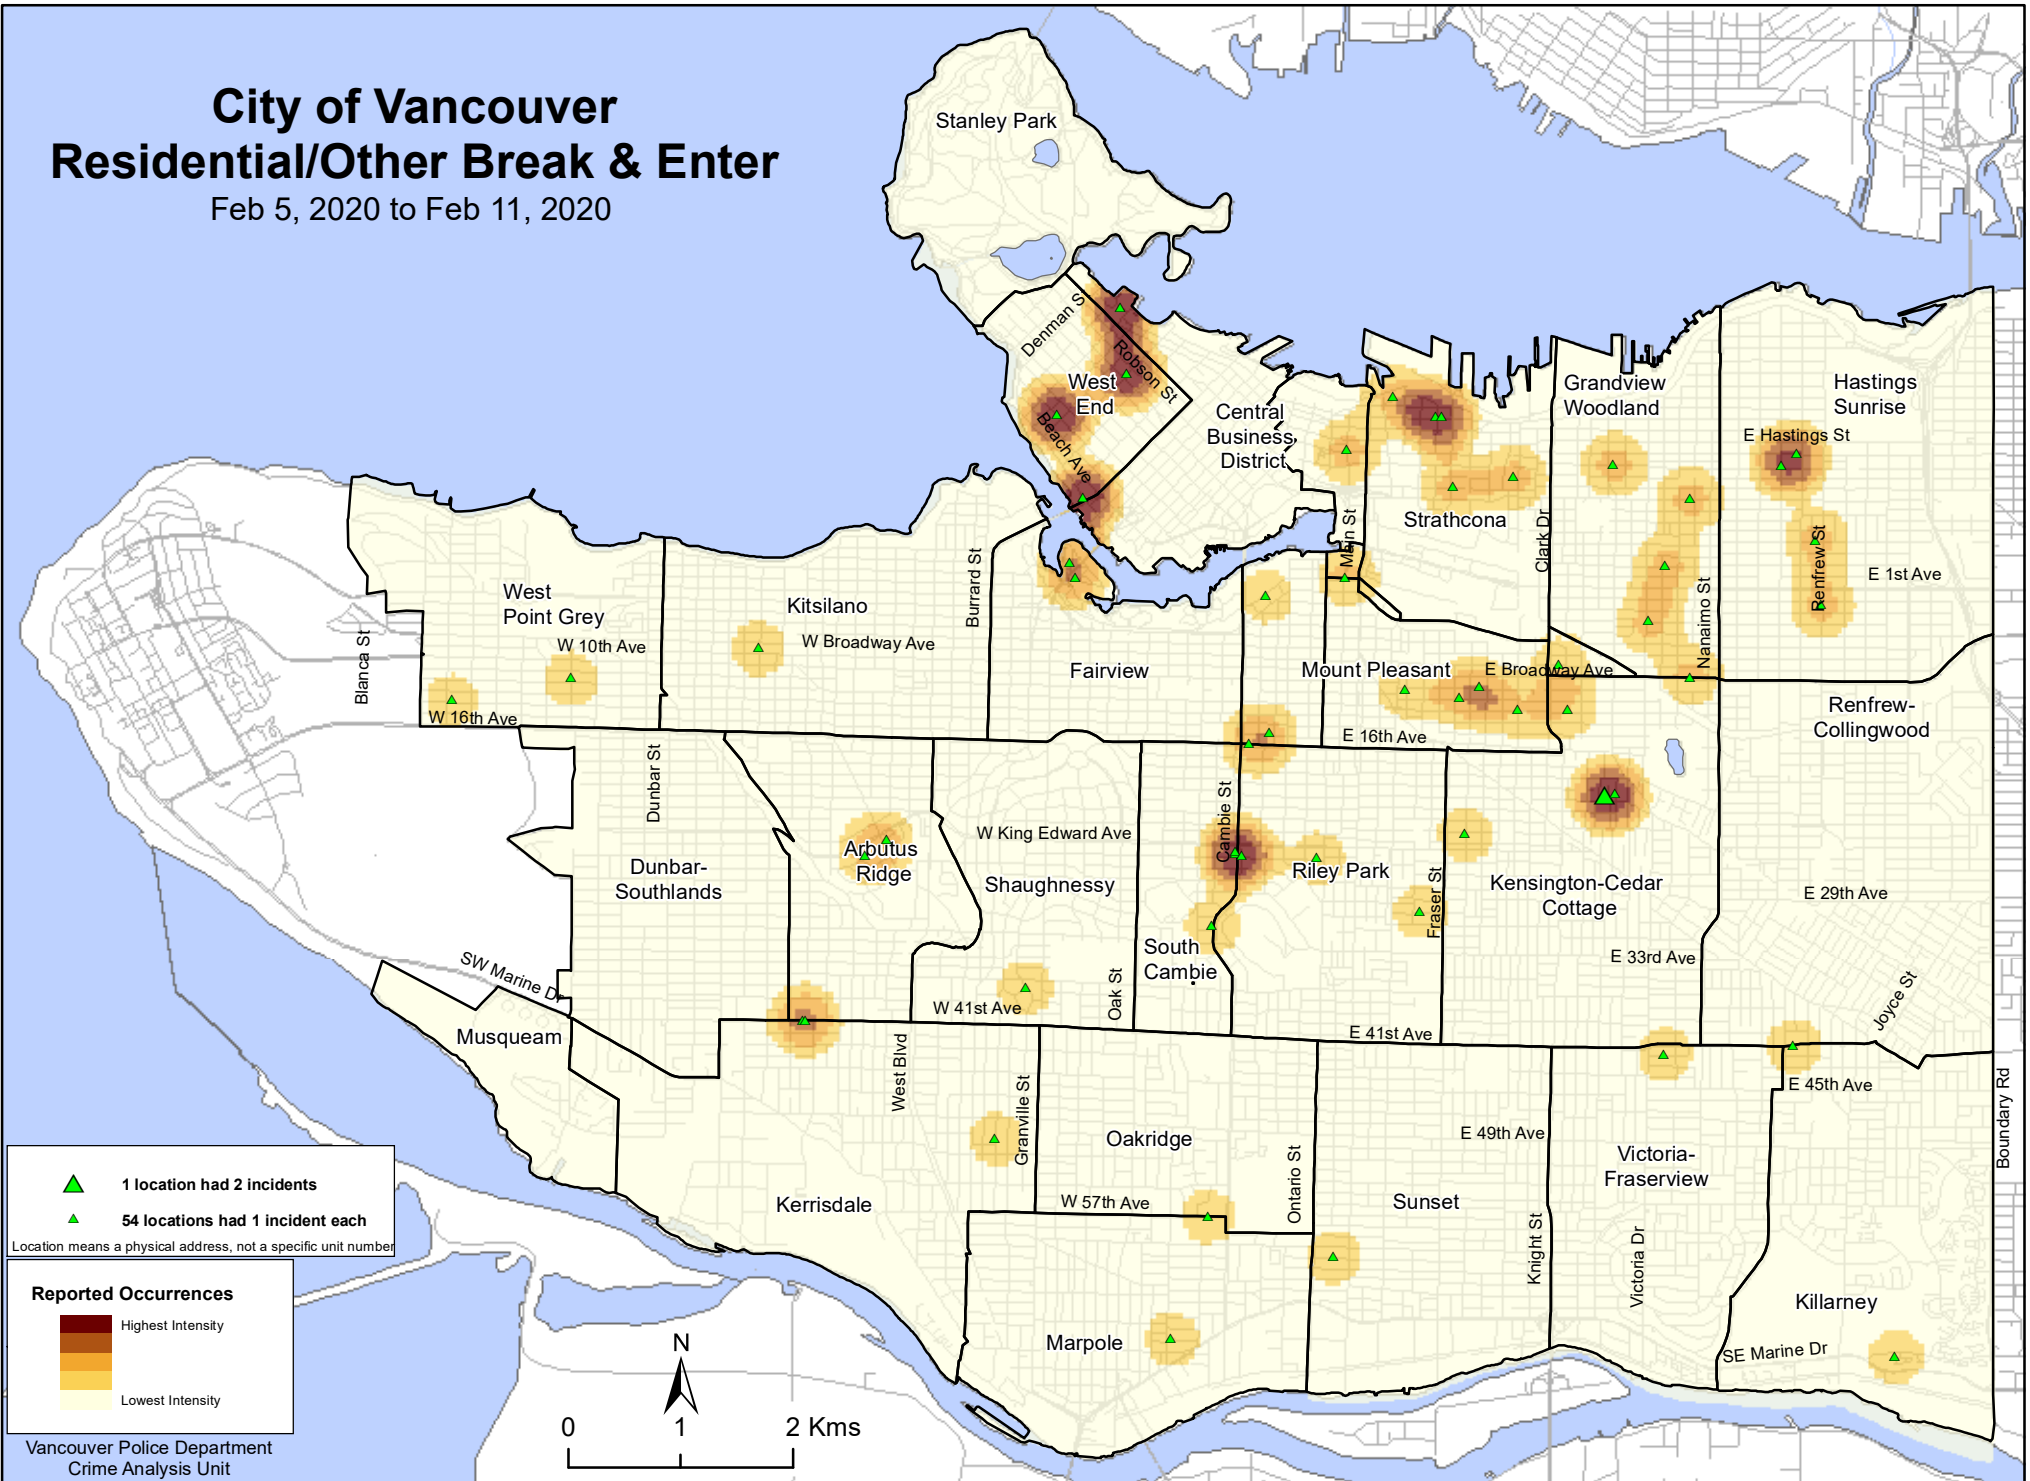 City of Vancouver
Residential/Other Break & Enter
Feb 5, 2020 to Feb 11, 2020
Stanley Park
Denman S
Robson St
West
End
Beach Ave
Central
Business
District
Grandview
Woodland
Hastings
Sunrise
E Hastings St
Strathcona
Main St
Clark Dr
Nanaimo St
Renfrew St
E 1st Ave
West
Point Grey
Kitsilano
Burrard St
W 10th Ave
W Broadway Ave
Blanca St
Fairview
Mount Pleasant
E Broadway Ave
W 16th Ave
E 16th Ave
Renfrew-
Collingwood
Dunbar St
Cambie St
W King Edward Ave
Arbutus
Ridge
Dunbar-
Southlands
Shaughnessy
Riley Park
Fraser St
Kensington-Cedar
Cottage
E 29th Ave
South
Cambie
E 33rd Ave
SW Marine Dr
Oak St
W 41st Ave
Joyce St
Musqueam
E 41st Ave
West Blvd
Granville St
E 45th Ave
Boundary Rd
Oakridge
E 49th Ave
Victoria-
Fraserview
Kerrisdale
W 57th Ave
Ontario St
Sunset
Knight St
Victoria Dr
Killarney
Marpole
SE Marine Dr
1 location had 2 incidents
54 locations had 1 incident each
Location means a physical address, not a specific unit number
Reported Occurrences
Highest Intensity
Lowest Intensity
Vancouver Police Department
Crime Analysis Unit
N
0 1 2 Kms